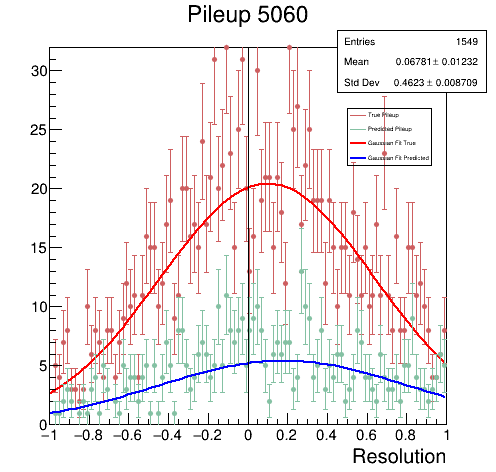 Pileup 5060
Entries 1549
Mean 0.06781 ± 0.01232
Std Dev 0.4623 ± 0.008709
True Pileup
Predicted Pileup
Gaussian Fit True
Gaussian Fit Predicted
30
25
20
15
10
5
0
−1 −0.8 −0.6 −0.4 −0.2 0 0.2 0.4 0.6 0.8 1
Resolution